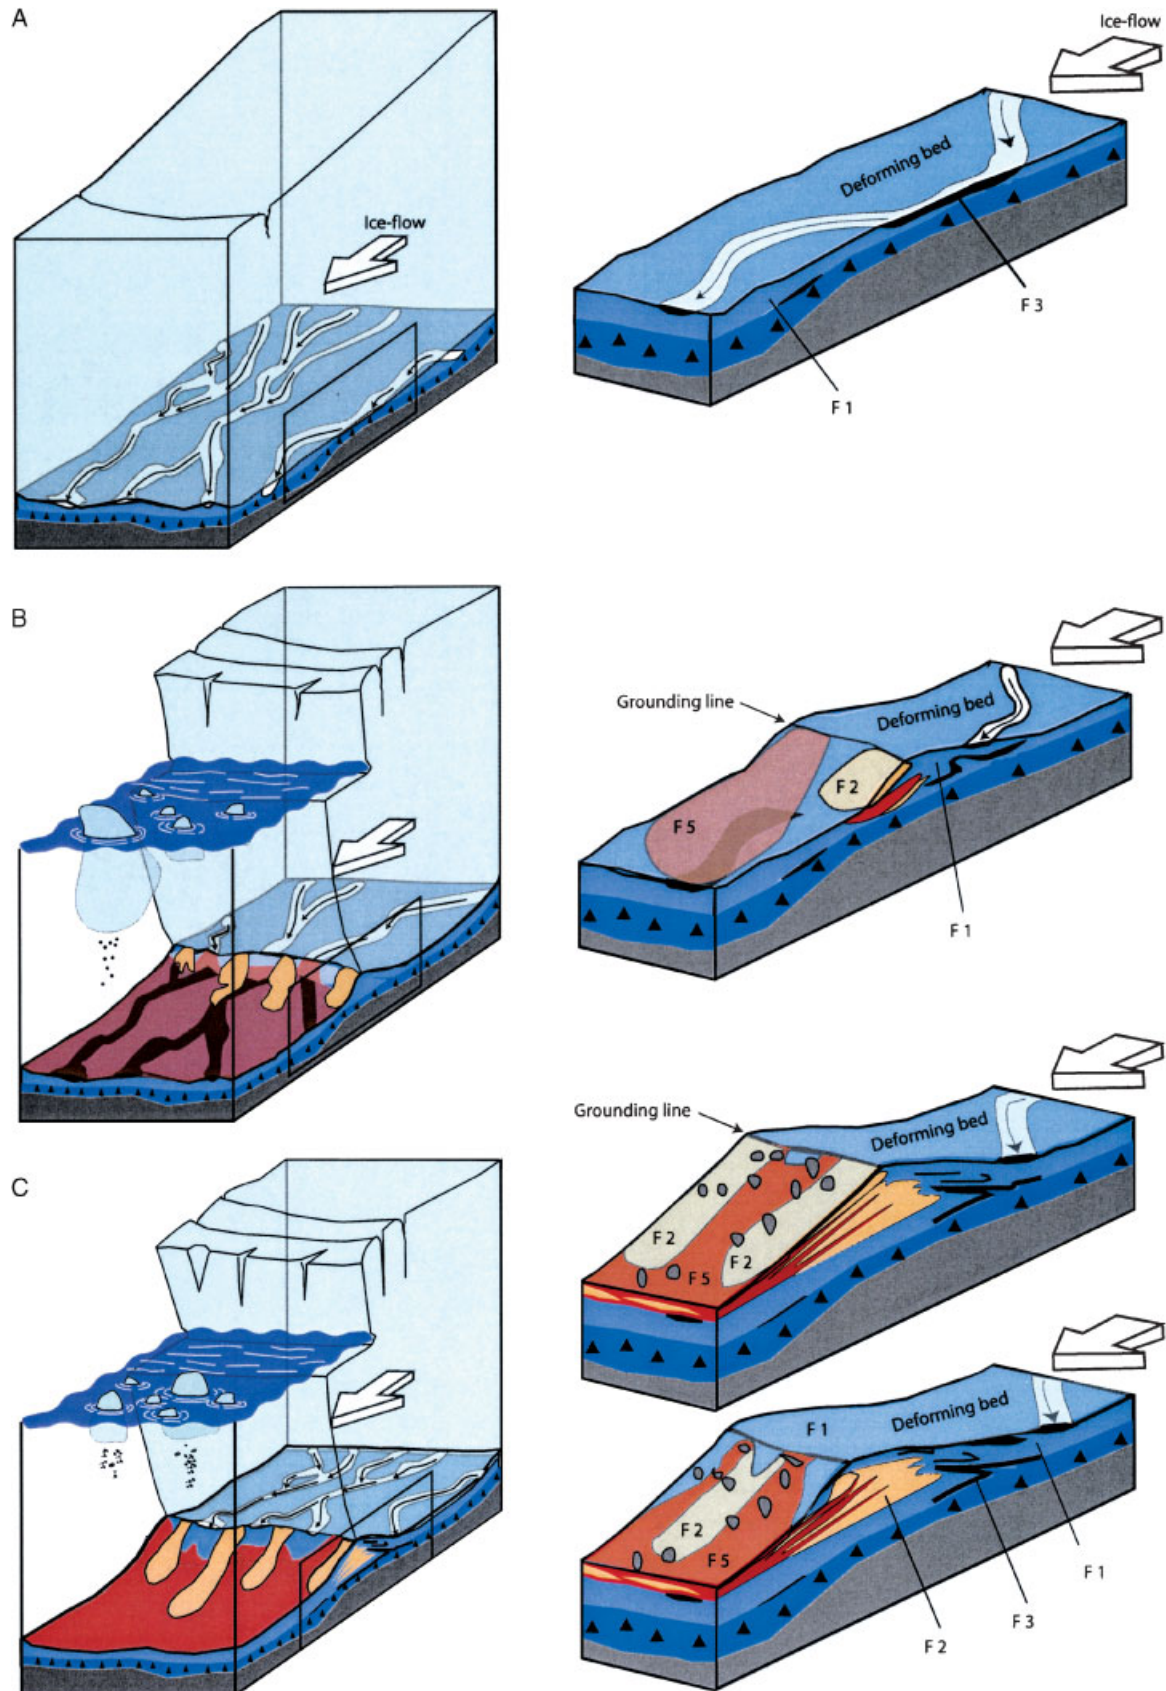 A
Ice-flow
Ice-flow
Deforming bed
F 3
F 1
B
Grounding line
Deforming bed
F 2
F 5
F 1
C
Grounding line
Deforming bed
F 2
F 2
F 5
F 1
Deforming bed
F 2
F 5
F 1
F 3
F 2